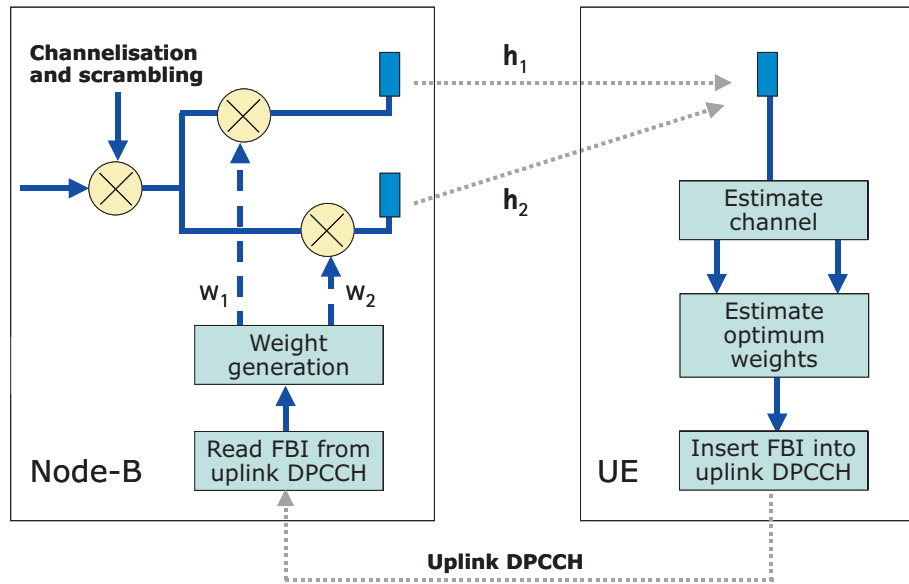 Channelisation
and scrambling
h1
h2
w1
w2
Weight
generation
Read FBI from
uplink DPCCH
Node-B
Estimate
channel
Estimate
optimum
weights
Insert FBI into
uplink DPCCH
UE
Uplink DPCCH